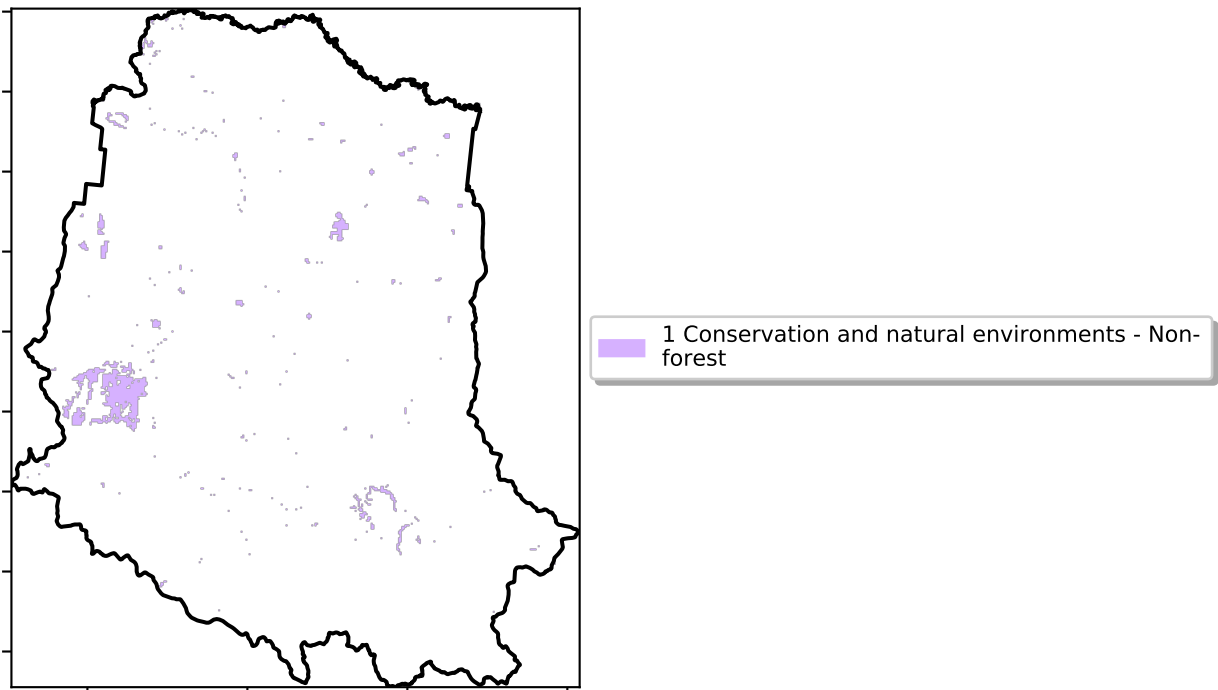 1 Conservation and natural environments - Non-
forest